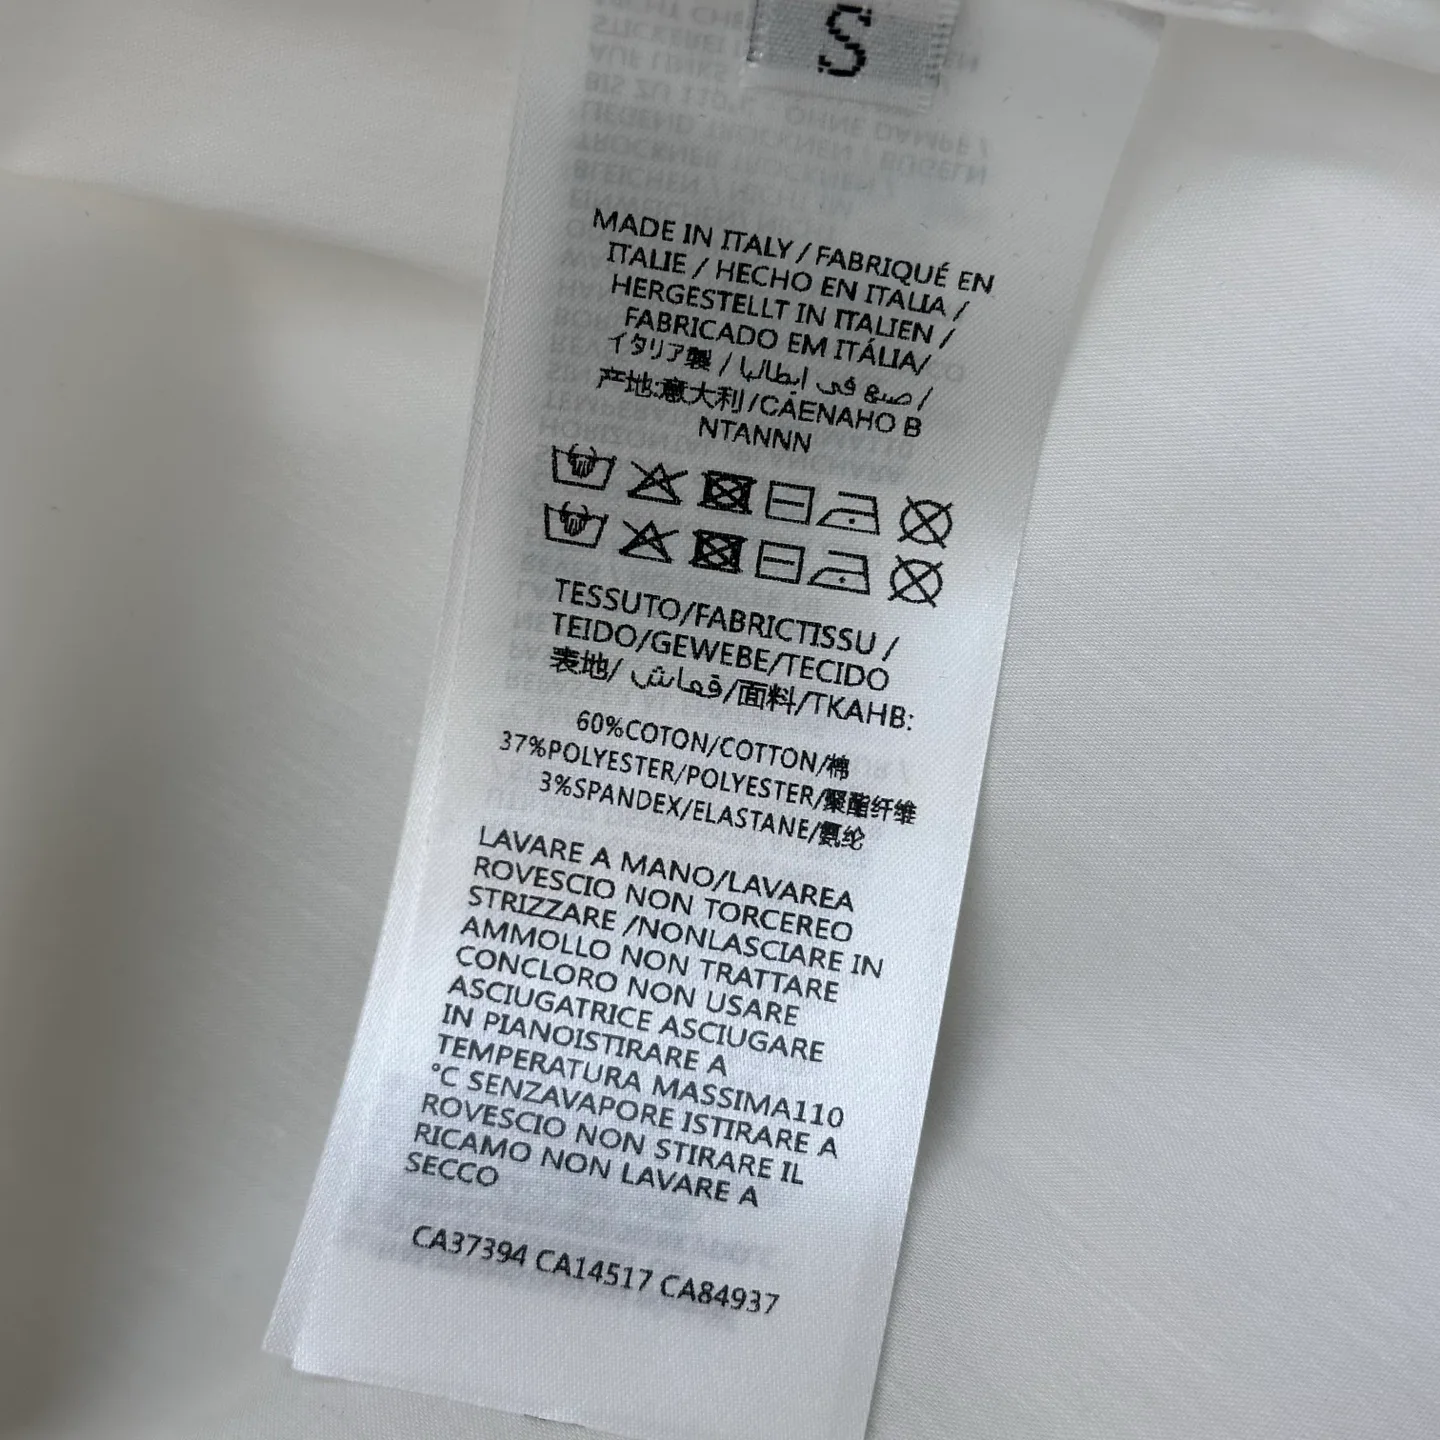 S
MADE IN ITALY / FABRIQUÉ EN
ITALIE / HECHO EN ITALIA /
HERGESTELLT IN ITALIEN /
FABRICADO EM ITÁLIA/
イタリア製 / صنع في إيطاليا /
产地:意大利/CÁENAHO B
NTANNN
TESSUTO/FABRICTISSU /
TEIDO/GEWEBE/TECIDO
表地/ قماش/面料/TKAHB:
60%COTON/COTTON/棉
37%POLYESTER/POLYESTER/聚酯纤维
3%SPANDEX/ELASTANE/氨纶
LAVARE A MANO/LAVAREA
ROVESCIO NON TORCEREO
STRIZZARE /NONLASCIARE IN
AMMOLLO NON TRATTARE
CONCLORO NON USARE
ASCIUGATRICE ASCIUGARE
IN PIANOISTIRARE A
TEMPERATURA MASSIMA110
°C SENZAVAPORE ISTIRARE A
ROVESCIO NON STIRARE IL
RICAMO NON LAVARE A
SECCO
CA37394 CA14517 CA84937